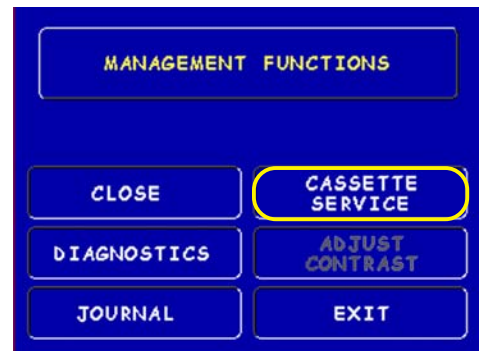 MANAGEMENT FUNCTIONS
CLOSE
CASSETTE
SERVICE
DIAGNOSTICS
ADJUST
CONTRAST
JOURNAL
EXIT